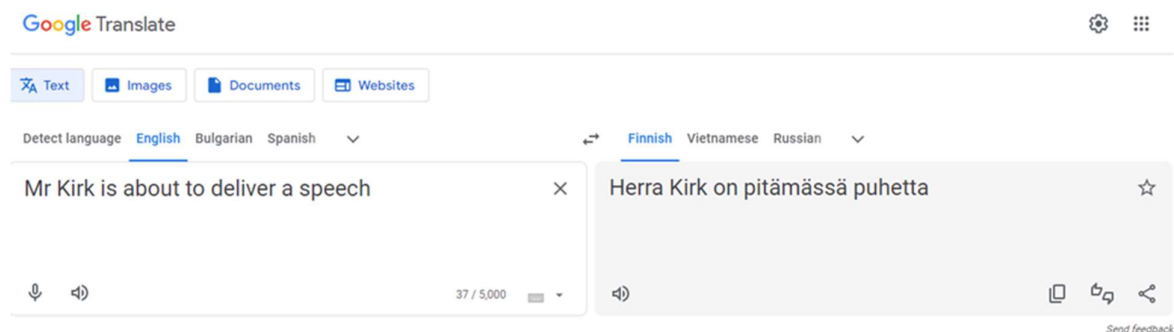 Google Translate
Text Images Documents Websites
Detect language English Bulgarian Spanish Finnish Vietnamese Russian
Mr Kirk is about to deliver a speech
Herra Kirk on pitämässä puhetta
37 / 5,000
Send feedback